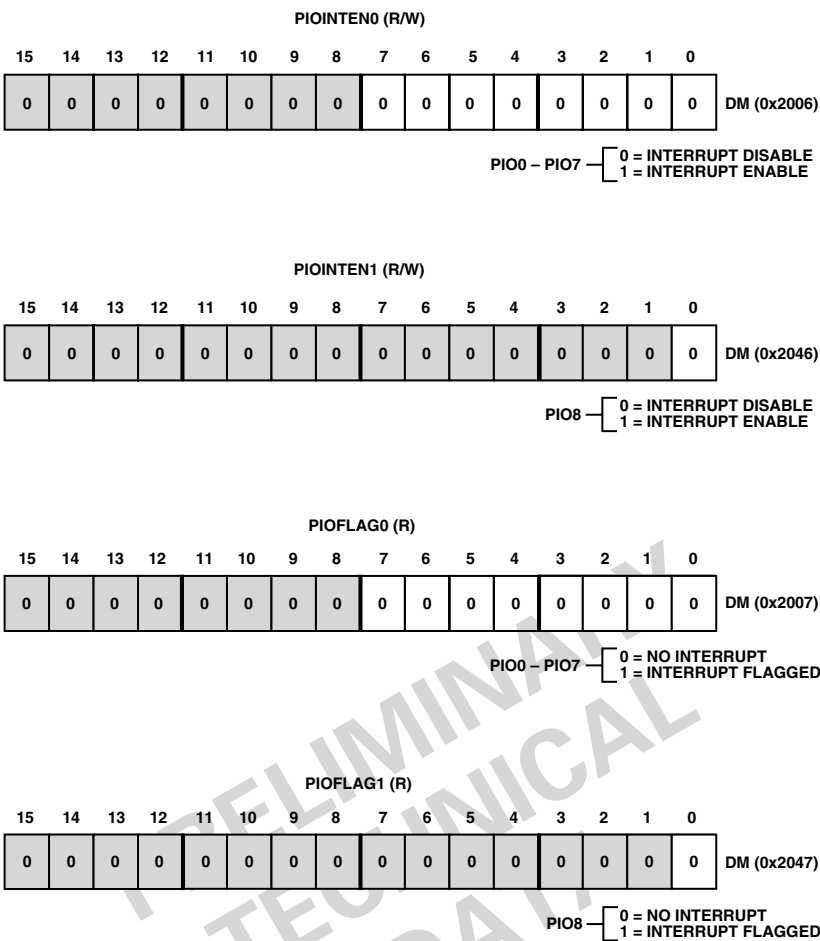 PIOINTEN0 (R/W)
15 14 13 12 11 10 9 8 7 6 5 4 3 2 1 0
0 0 0 0 0 0 0 0 0 0 0 0 0 0 0 0 DM (0x2006)
PIO0 – PIO7 0 = INTERRUPT DISABLE
1 = INTERRUPT ENABLE
PIOINTEN1 (R/W)
15 14 13 12 11 10 9 8 7 6 5 4 3 2 1 0
0 0 0 0 0 0 0 0 0 0 0 0 0 0 0 0 DM (0x2046)
PIO8 0 = INTERRUPT DISABLE
1 = INTERRUPT ENABLE
PIOFLAG0 (R)
15 14 13 12 11 10 9 8 7 6 5 4 3 2 1 0
0 0 0 0 0 0 0 0 0 0 0 0 0 0 0 0 DM (0x2007)
PIO0 – PIO7 0 = NO INTERRUPT
1 = INTERRUPT FLAGGED
PIOFLAG1 (R)
15 14 13 12 11 10 9 8 7 6 5 4 3 2 1 0
0 0 0 0 0 0 0 0 0 0 0 0 0 0 0 0 DM (0x2047)
PIO8 0 = NO INTERRUPT
1 = INTERRUPT FLAGGED
PRELIMINARY
TECHNICAL
DATA